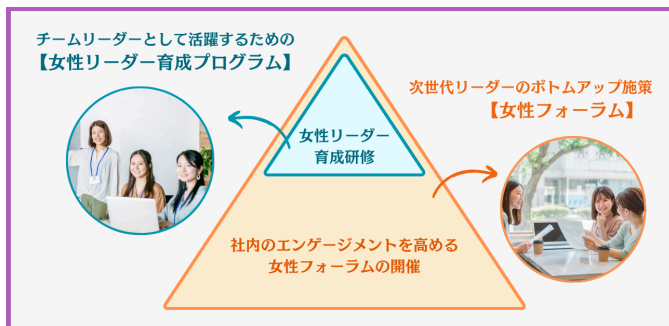 チームリーダーとして活躍するための
【女性リーダー育成プログラム】
次世代リーダーのボトムアップ施策
【女性フォーラム】
女性リーダー
育成研修
社内のエンゲージメントを高める
女性フォーラムの開催